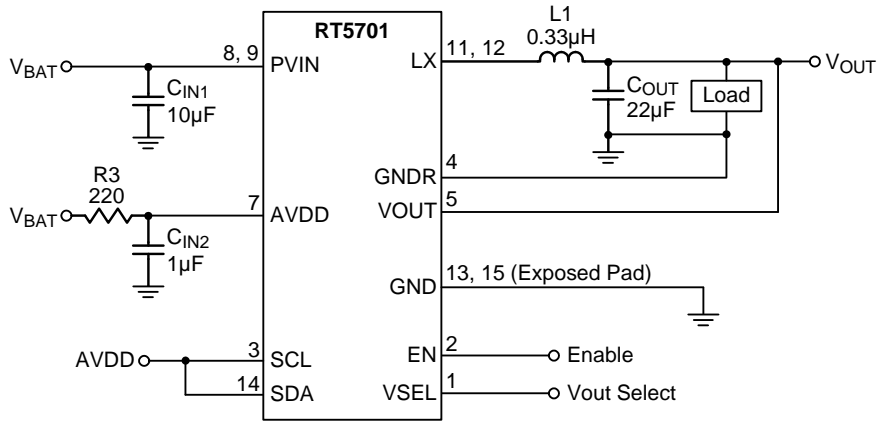 RT5701
V_BAT
8, 9
PVIN
C_IN1
10µF
R3
220
V_BAT
7
AVDD
C_IN2
1µF
AVDD
3
SCL
14
SDA
LX
11, 12
L1
0.33µH
C_OUT
22µF
Load
V_OUT
GNDR
4
VOUT
5
GND
13, 15 (Exposed Pad)
EN
2
Enable
VSEL
1
Vout Select